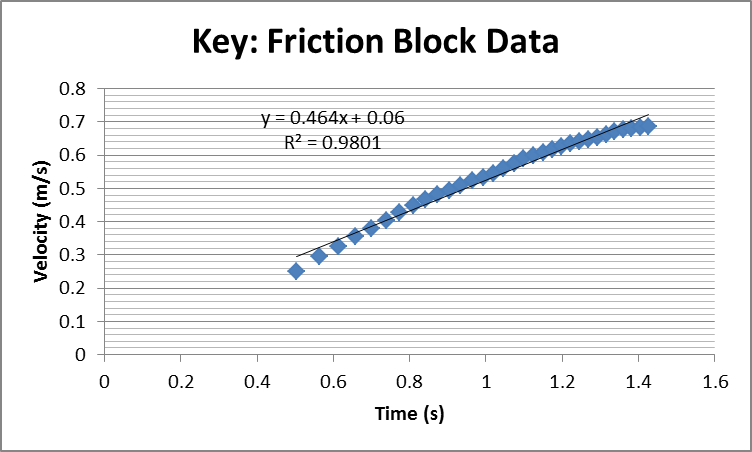 Key: Friction Block Data
y = 0.464x + 0.06
R² = 0.9801
Velocity (m/s)
0.8
0.7
0.6
0.5
0.4
0.3
0.2
0.1
0
0 0.2 0.4 0.6 0.8 1 1.2 1.4 1.6
Time (s)